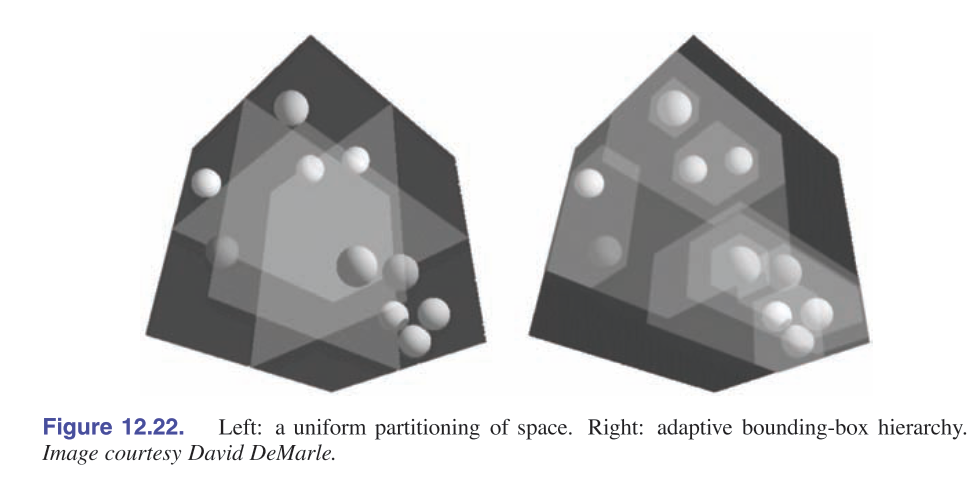 Figure 12.22. Left: a uniform partitioning of space. Right: adaptive bounding-box hierarchy.
Image courtesy David DeMarle.